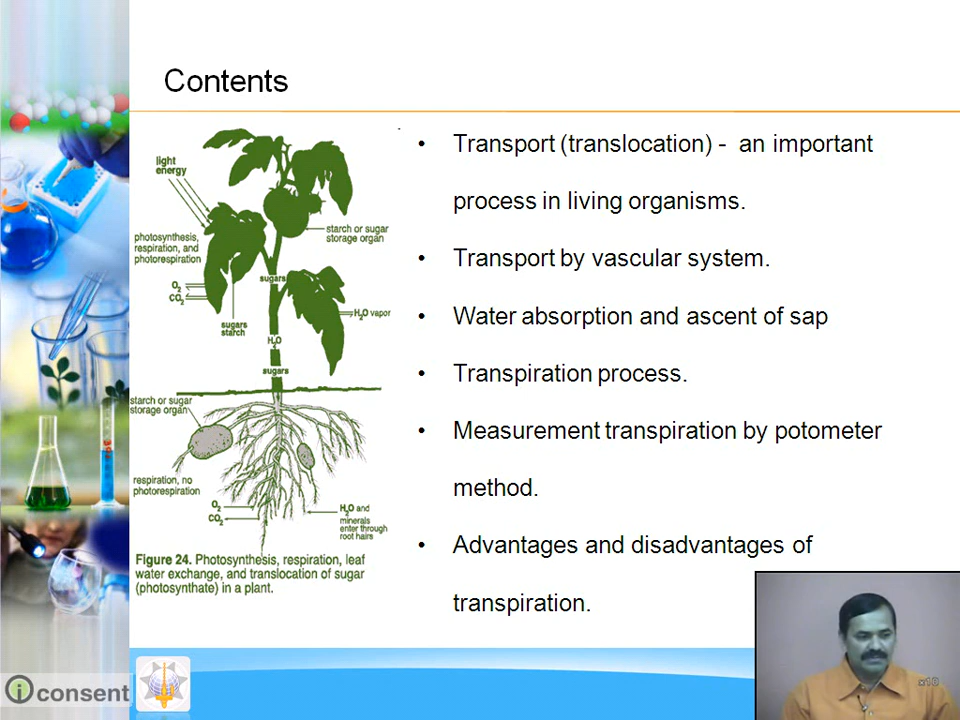 Contents
light
energy
photosynthesis,
respiration, and
photorespiration
O2
CO2
sugars
starch
starch or sugar
storage organ
sugars
H2O vapor
H2O
sugars
starch or sugar
storage organ
respiration, no
photorespiration
O2
CO2
H2O and
minerals
enter through
root hairs
Figure 24. Photosynthesis, respiration, leaf
water exchange, and translocation of sugar
(photosynthate) in a plant.
• Transport (translocation) - an important
process in living organisms.
• Transport by vascular system.
• Water absorption and ascent of sap
• Transpiration process.
• Measurement transpiration by potometer
method.
• Advantages and disadvantages of
transpiration.
i consent
x10